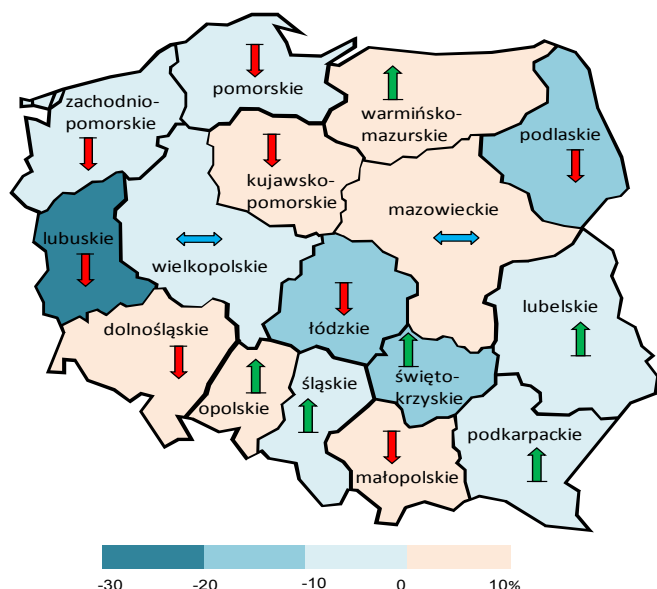 pomorskie
zachodnio-
pomorskie
warmińsko-
mazurskie
podlaskie
kujawsko-
pomorskie
mazowieckie
lubuskie
wielkopolskie
lubelskie
dolnośląskie
łódzkie
śląskie
święto-
krzyskie
opolskie
podkarpackie
małopolskie
-30 -20 -10 0 10%